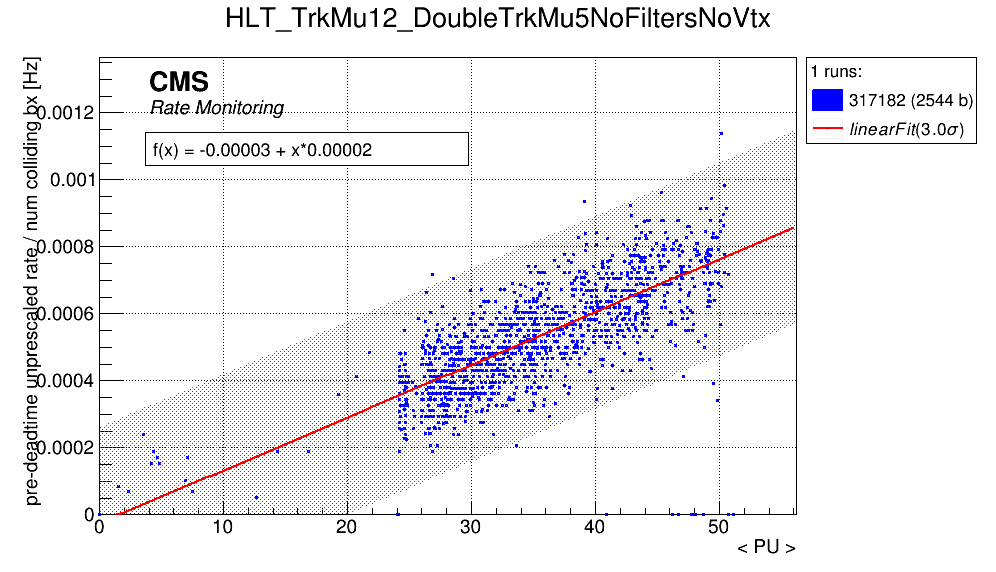 HLT_TrkMu12_DoubleTrkMu5NoFiltersNoVtx
pre-deadtime unprescaled rate / num colliding bx [Hz]
CMS
Rate Monitoring
f(x) = -0.00003 + x*0.00002
1 runs:
317182 (2544 b)
linearFit(3.0σ)
0.0012
0.001
0.0008
0.0006
0.0004
0.0002
0
0 10 20 30 40 50
< PU >